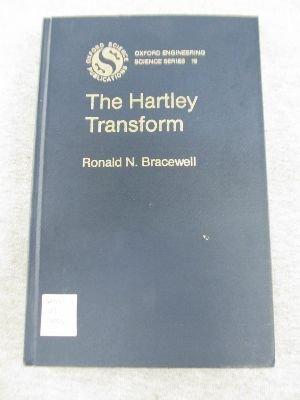 OXFORD SCIENCE
PUBLICATIONS
OXFORD ENGINEERING
SCIENCE SERIES 19
The Hartley
Transform
Ronald N. Bracewell